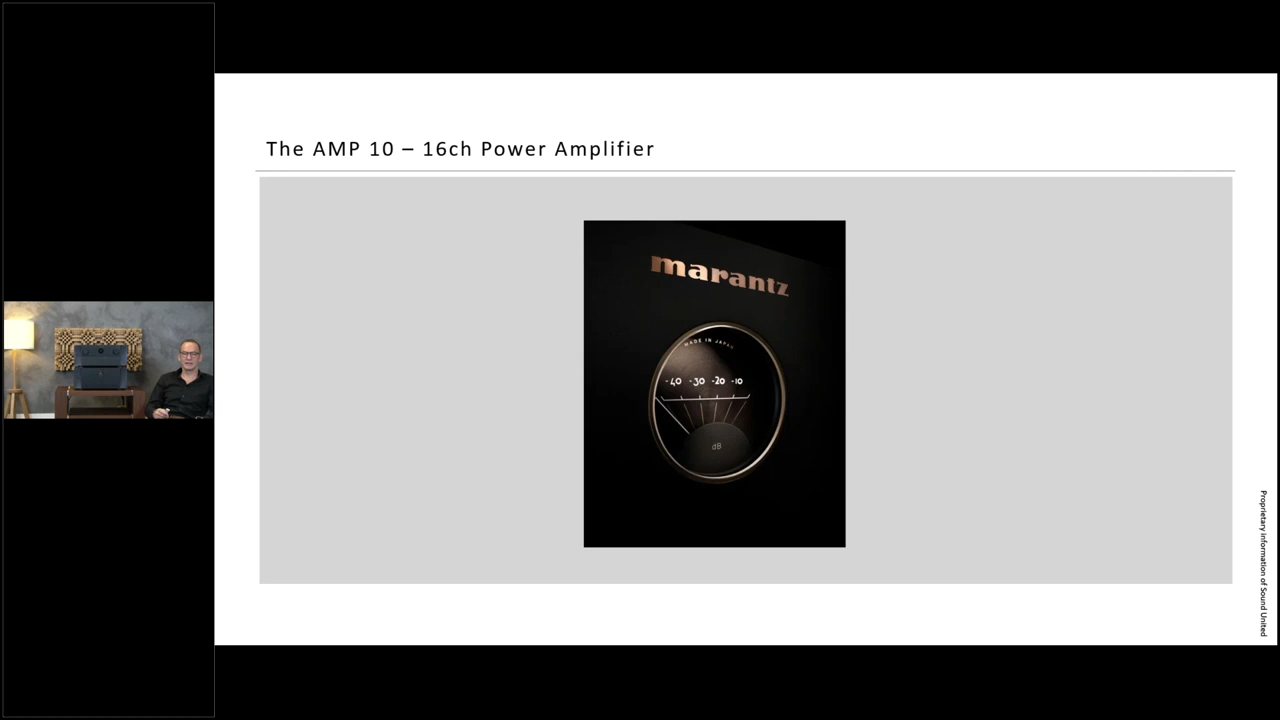 The AMP 10 – 16ch Power Amplifier
marantz
MADE IN JAPAN
-40 -30 -20 -10
dB
Proprietary information of Sound United